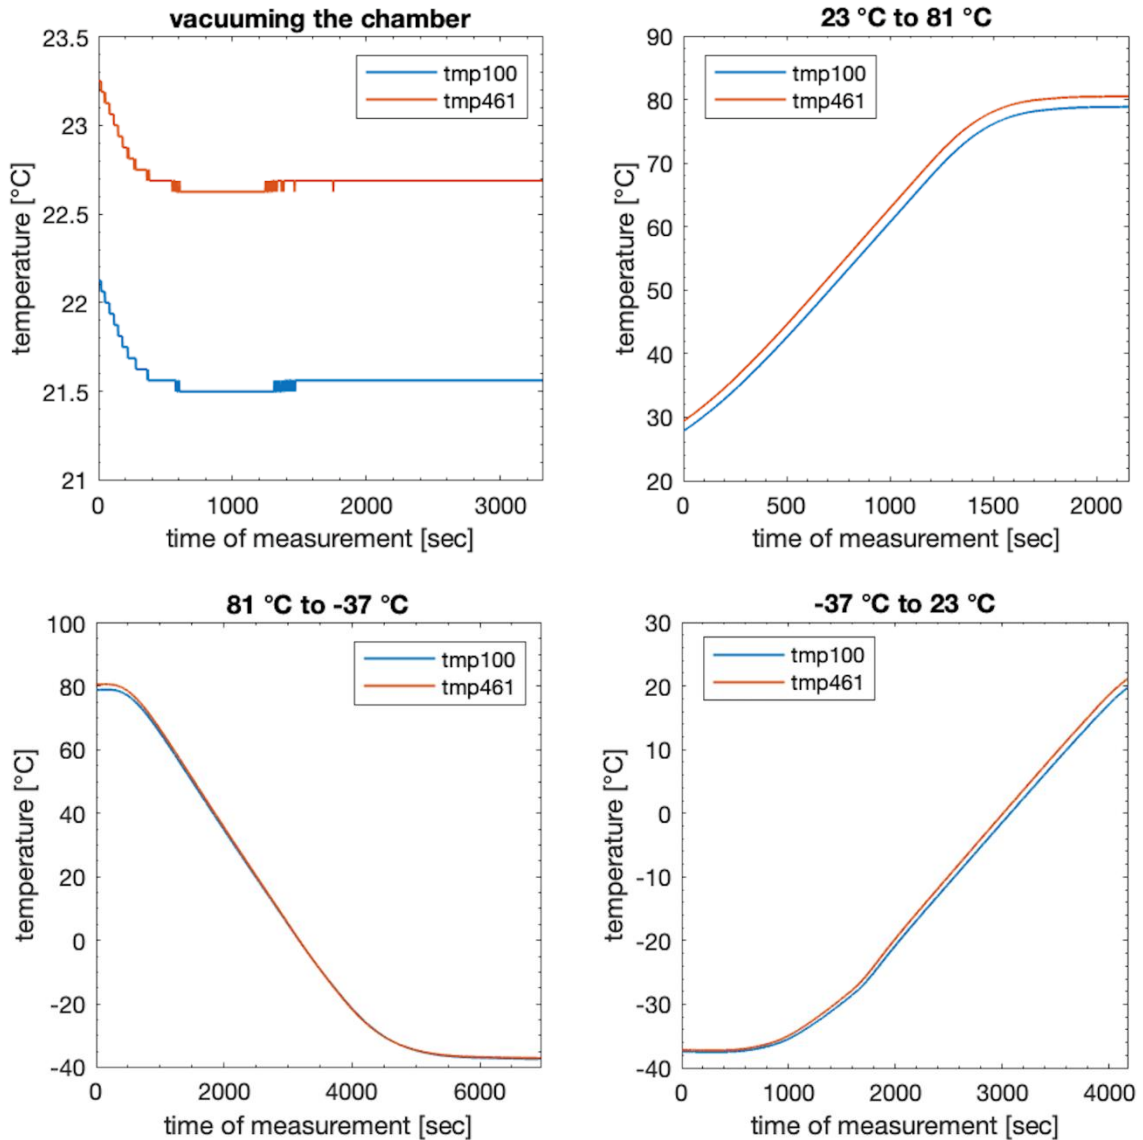 vacuuming the chamber
23.5
23
22.5
22
21.5
21
temperature [°C]
tmp100
tmp461
0
1000
2000
3000
time of measurement [sec]
23 °C to 81 °C
90
80
70
60
50
40
30
20
temperature [°C]
tmp100
tmp461
0
500
1000
1500
2000
time of measurement [sec]
81 °C to -37 °C
100
80
60
40
20
0
-20
-40
temperature [°C]
tmp100
tmp461
0
2000
4000
6000
time of measurement [sec]
-37 °C to 23 °C
30
20
10
0
-10
-20
-30
-40
temperature [°C]
tmp100
tmp461
0
1000
2000
3000
4000
time of measurement [sec]